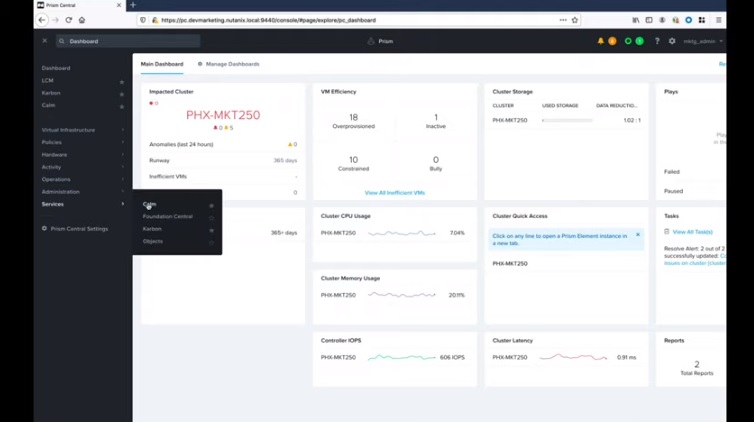 Prism Central
https://pc.devmarketing.nutanix.local:9440/console/#page/explore/pc_dashboard
Dashboard
Prism
mktg_admin
Main Dashboard
Manage Dashboards
Dashboard
LCM
Karbon
Calm
Virtual Infrastructure
Policies
Hardware
Activity
Operations
Administration
Services
Prism Central Settings
Calm
Foundation Central
Karbon
Objects
Impacted Cluster
0
PHX-MKT250
0 5
Anomalies (last 24 hours) 0
Runway 365 days
Inefficient VMs -
0
365+ days
VM Efficiency
18 1
Overprovisioned Inactive
10 0
Constrained Bully
View All Inefficient VMs
Cluster Storage
CLUSTER USED STORAGE DATA REDUCTIO...
PHX-MKT250 1.02 : 1
Plays
Failed
Paused
Cluster CPU Usage
PHX-MKT250 7.04%
Cluster Quick Access
Click on any line to open a Prism Element instance in
a new tab.
PHX-MKT250
Tasks
View All Task(s)
Resolve Alert: 2 out of 2
successfully updated:
issues on cluster
Cluster Memory Usage
PHX-MKT250 20.11%
Controller IOPS
PHX-MKT250 606 IOPS
Cluster Latency
PHX-MKT250 0.91 ms
Reports
2
Total Reports